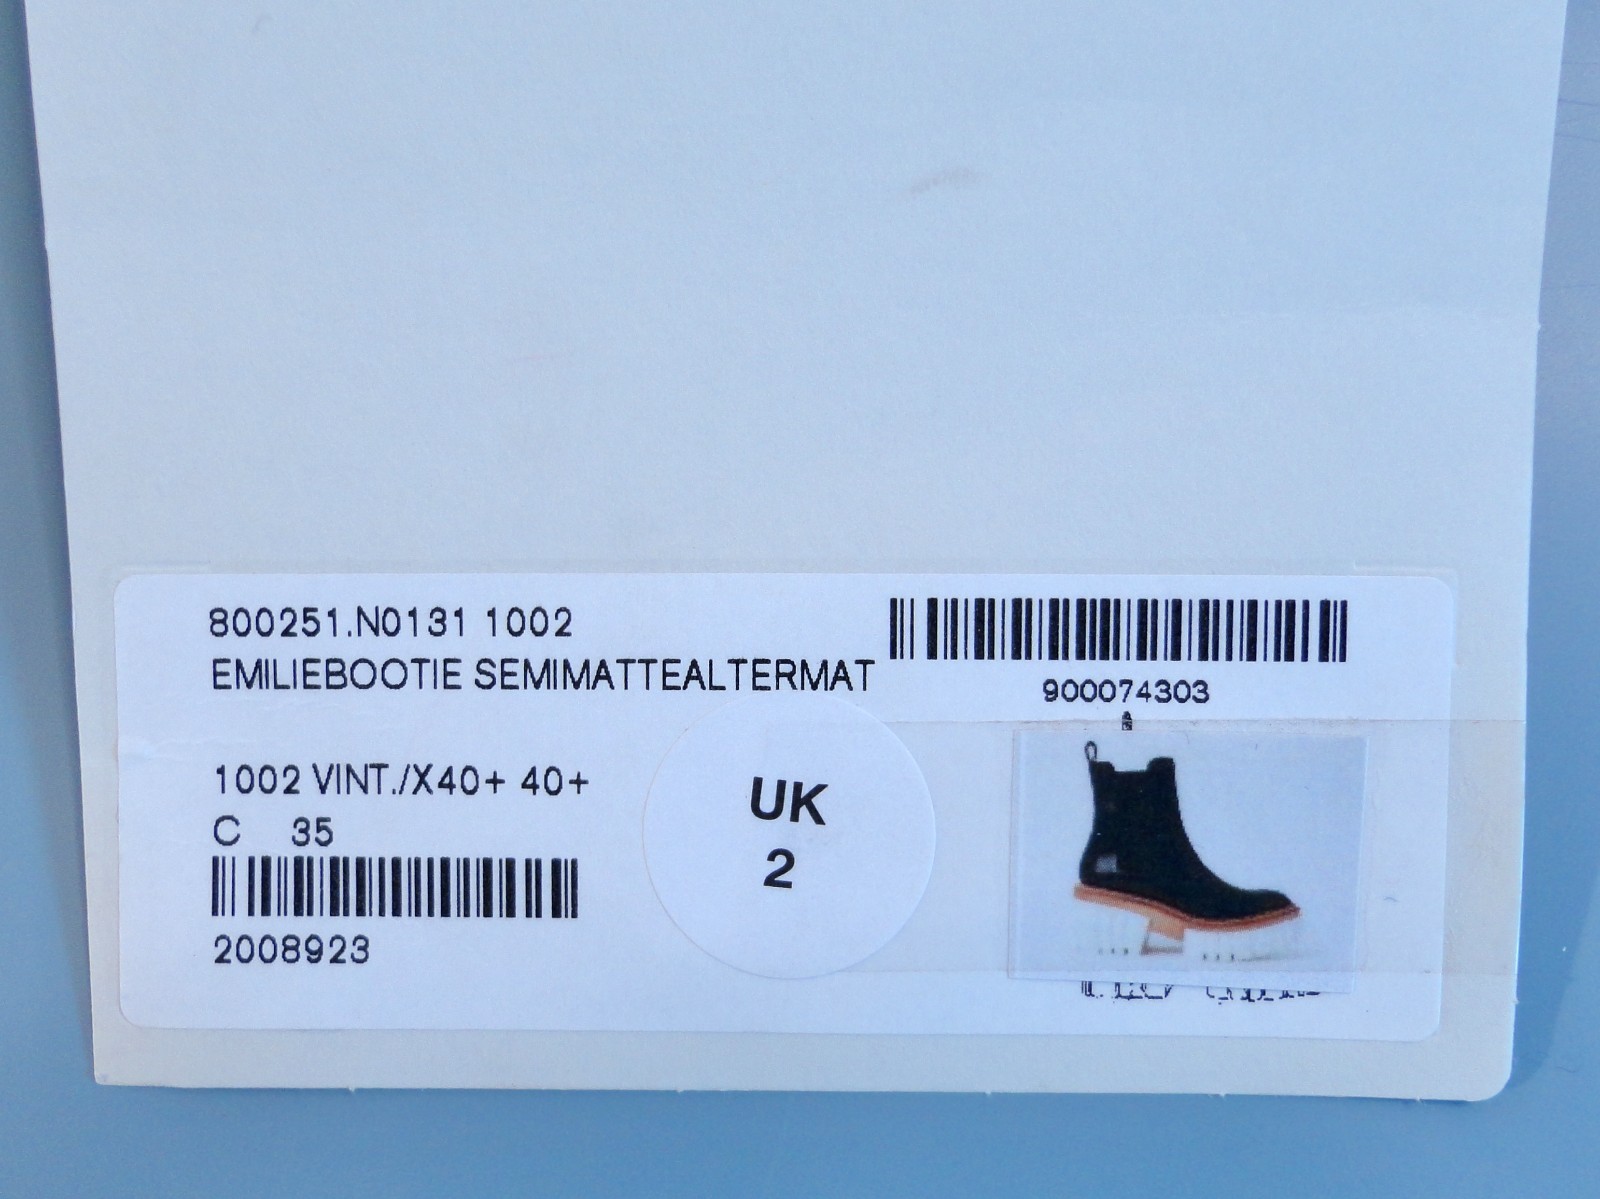 800251.N0131 1002
EMILIEBOOTIE SEMIMATTEALTERMAT
900074303
1002 VINT./X40+ 40+
C 35
2008923
UK
2